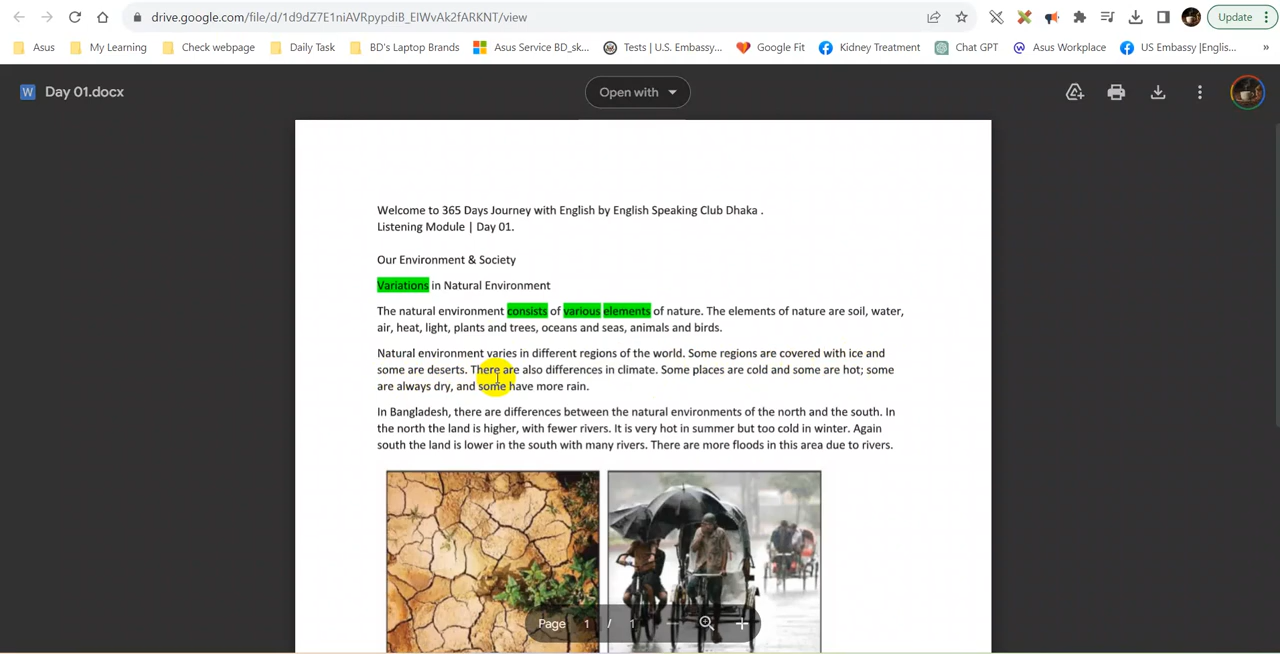 drive.google.com/file/d/1d9dZ7E1niAVRpypdiB_EIWvAk2fARKNT/view
Update
Asus
My Learning
Check webpage
Daily Task
BD's Laptop Brands
Asus Service BD_sk...
Tests | U.S. Embassy...
Google Fit
Kidney Treatment
Chat GPT
Asus Workplace
US Embassy |Englis...
»
W Day 01.docx
Open with
Welcome to 365 Days Journey with English by English Speaking Club Dhaka .
Listening Module | Day 01.
Our Environment & Society
Variations in Natural Environment
The natural environment consists of various elements of nature. The elements of nature are soil, water,
air, heat, light, plants and trees, oceans and seas, animals and birds.
Natural environment varies in different regions of the world. Some regions are covered with ice and
some are deserts. There are also differences in climate. Some places are cold and some are hot; some
are always dry, and some have more rain.
In Bangladesh, there are differences between the natural environments of the north and the south. In
the north the land is higher, with fewer rivers. It is very hot in summer but too cold in winter. Again
south the land is lower in the south with many rivers. There are more floods in this area due to rivers.
Page 1 / 1